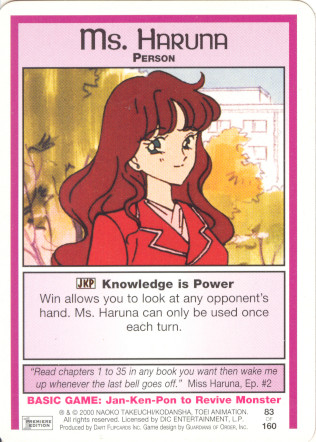 Ms. Haruna
Person
JKP Knowledge is Power
Win allows you to look at any opponent's
hand. Ms. Haruna can only be used once
each turn.
"Read chapters 1 to 35 in any book you want then wake me
up whenever the last bell goes off." Miss Haruna, Ep. #2
BASIC GAME: Jan-Ken-Pon to Revive Monster
PREMIERE
EDITION
® & © 2000 NAOKO TAKEUCHI/KODANSHA, TOEI ANIMATION.
All rights reserved. Licensed by DIC ENTERTAINMENT, L.P.
Produced by Dart Flipcards Inc. Game design by Guardians of Order, Inc.
83
OF
160